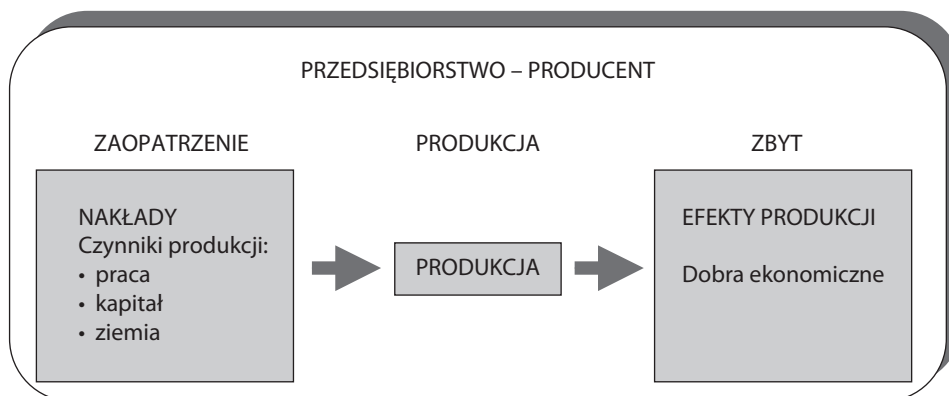 PRZEDSIĘBIORSTWO – PRODUCENT
ZAOPATRZENIE
PRODUKCJA
ZBYT
NAKŁADY
Czynniki produkcji:
• praca
• kapitał
• ziemia
PRODUKCJA
EFEKTY PRODUKCJI
Dobra ekonomiczne